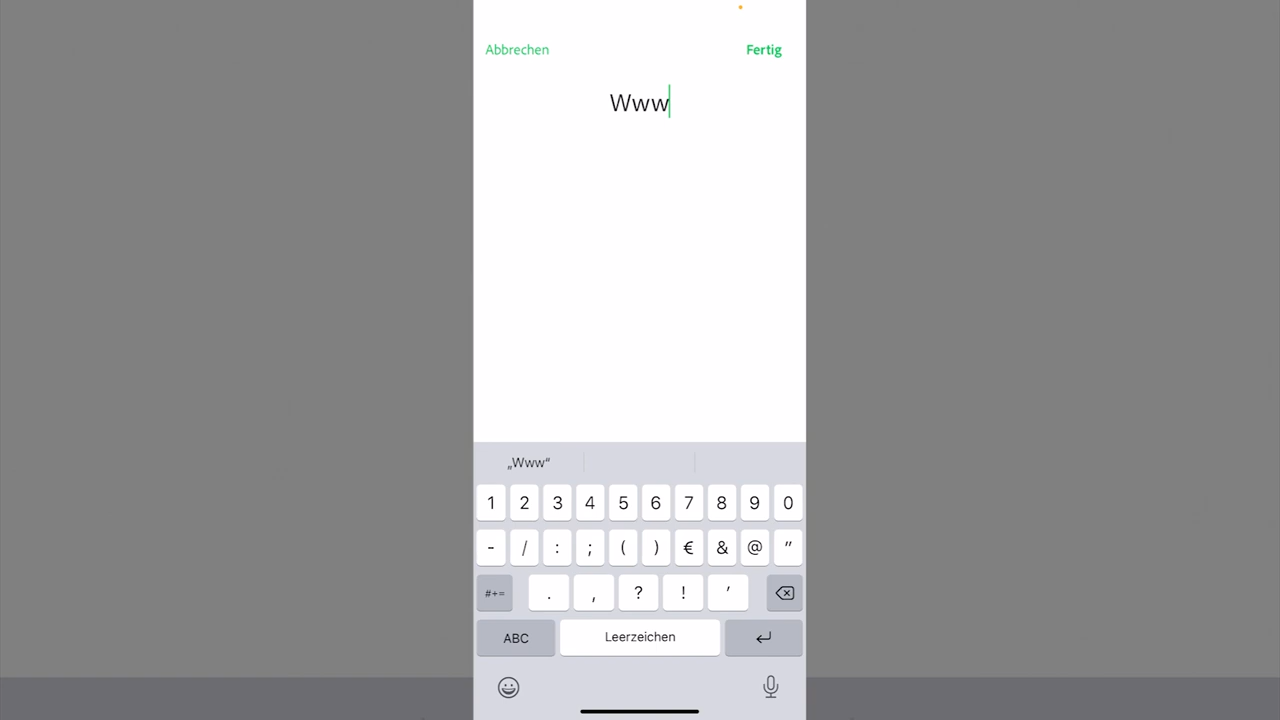 Abbrechen Fertig
Www
„Www“
1 2 3 4 5 6 7 8 9 0
- / : ; ( ) € & @ "
#+= . , ? ! '
ABC Leerzeichen